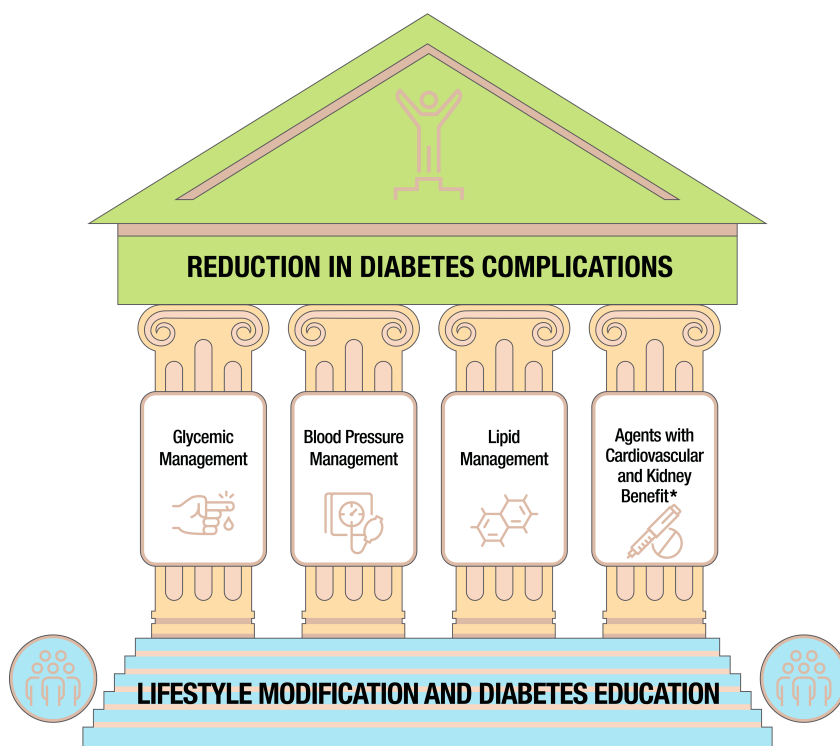 REDUCTION IN DIABETES COMPLICATIONS
Glycemic
Management
Blood Pressure
Management
Lipid
Management
Agents with
Cardiovascular
and Kidney
Benefit*
LIFESTYLE MODIFICATION AND DIABETES EDUCATION